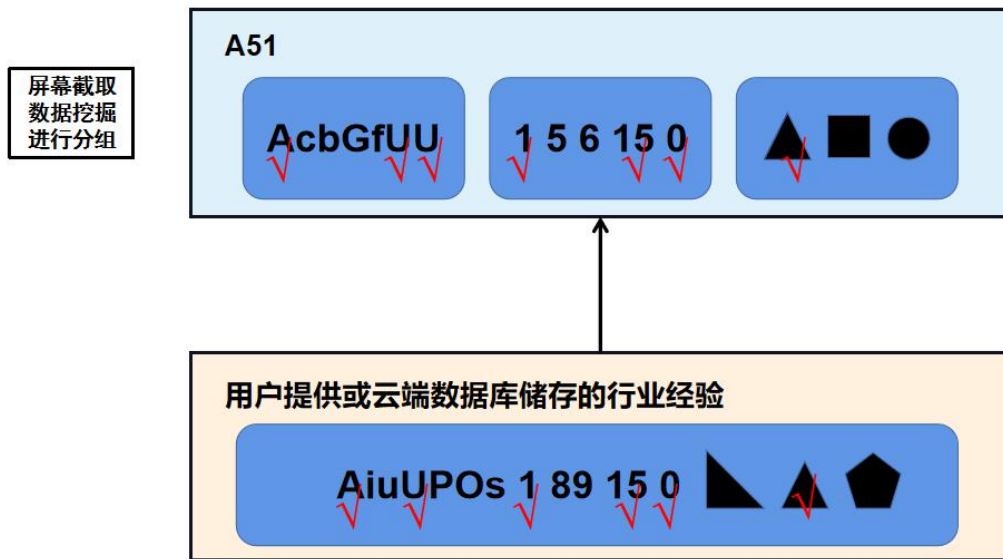 A51
屏幕截取
数据挖掘
进行分组
AcbGfUU
1 5 6 15 0
用户提供或云端数据库储存的行业经验
AiuUPOs 1 89 15 0